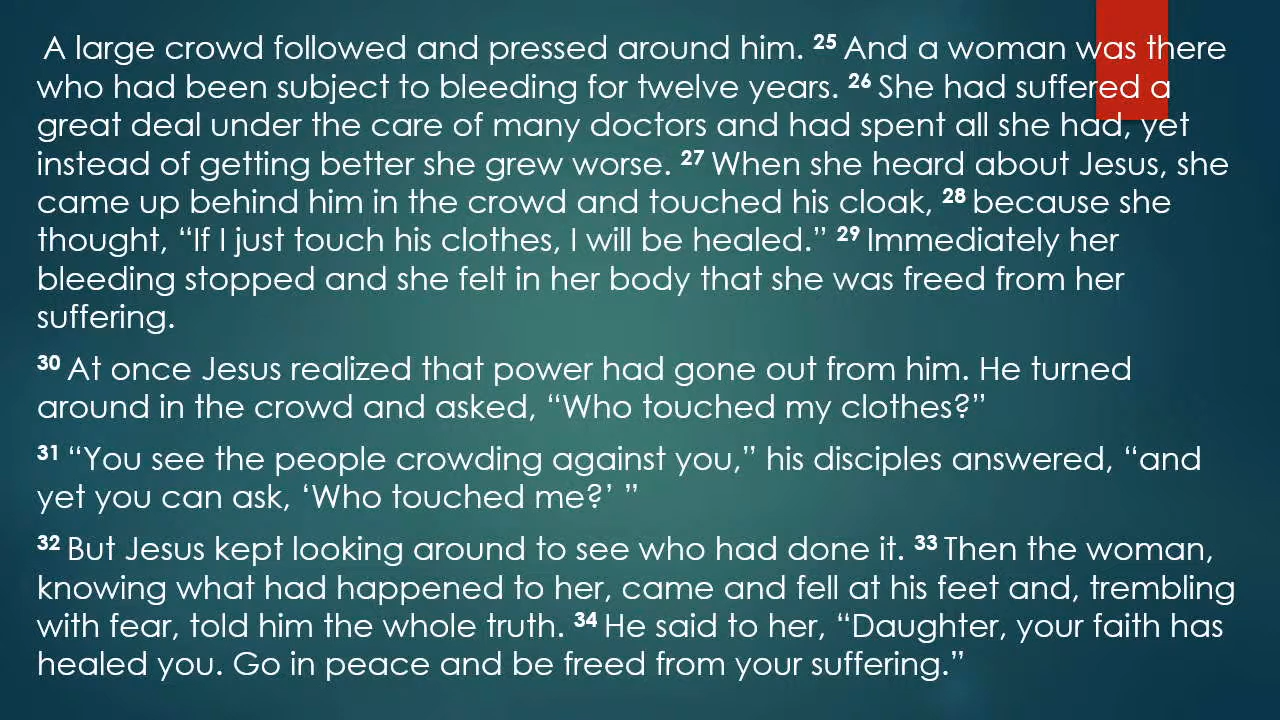 A large crowd followed and pressed around him. 25 And a woman was there
who had been subject to bleeding for twelve years. 26 She had suffered a
great deal under the care of many doctors and had spent all she had, yet
instead of getting better she grew worse. 27 When she heard about Jesus, she
came up behind him in the crowd and touched his cloak, 28 because she
thought, “If I just touch his clothes, I will be healed.” 29 Immediately her
bleeding stopped and she felt in her body that she was freed from her
suffering.
30 At once Jesus realized that power had gone out from him. He turned
around in the crowd and asked, “Who touched my clothes?”
31 “You see the people crowding against you,” his disciples answered, “and
yet you can ask, ‘Who touched me?’ ”
32 But Jesus kept looking around to see who had done it. 33 Then the woman,
knowing what had happened to her, came and fell at his feet and, trembling
with fear, told him the whole truth. 34 He said to her, “Daughter, your faith has
healed you. Go in peace and be freed from your suffering.”